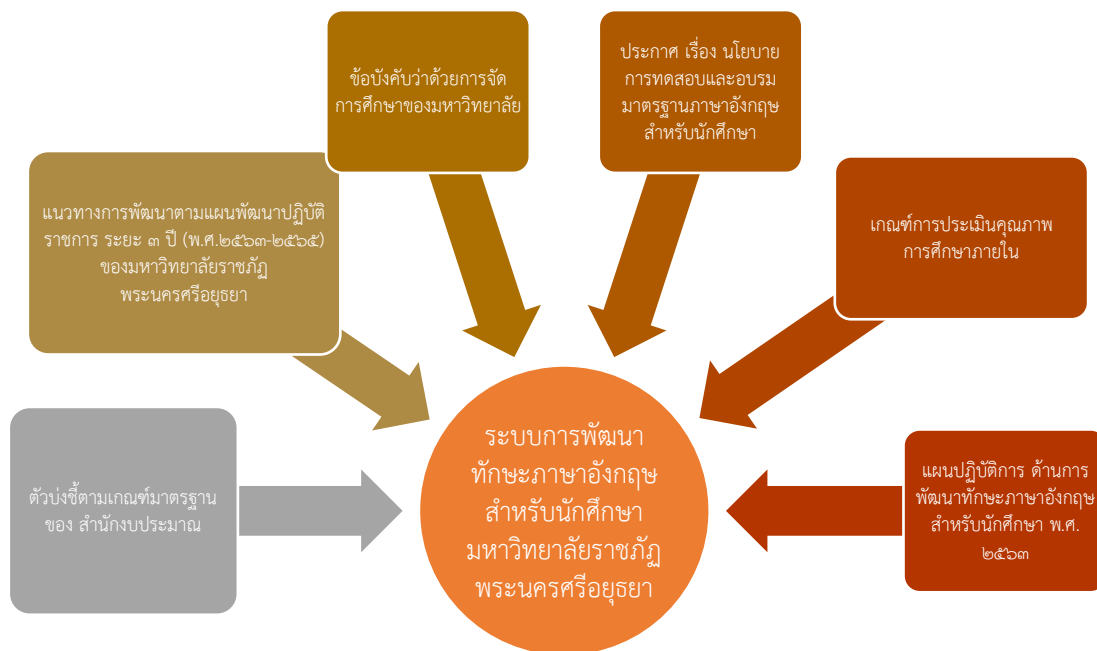 ข้อบังคับว่าด้วยการจัด
การศึกษาของมหาวิทยาลัย
ประกาศ เรื่อง นโยบาย
การทดสอบและอบรม
มาตรฐานภาษาอังกฤษ
สำหรับนักศึกษา
แนวทางการพัฒนาตามแผนพัฒนาปฏิบัติ
ราชการ ระยะ ๓ ปี (พ.ศ.๒๕๖๓-๒๕๖๕)
ของมหาวิทยาลัยราชภัฏ
พระนครศรีอยุธยา
เกณฑ์การประเมินคุณภาพ
การศึกษาภายใน
ตัวบ่งชี้ตามเกณฑ์มาตรฐาน
ของ สำนักงบประมาณ
ระบบการพัฒนา
ทักษะภาษาอังกฤษ
สำหรับนักศึกษา
มหาวิทยาลัยราชภัฏ
พระนครศรีอยุธยา
แผนปฏิบัติการ ด้านการ
พัฒนาทักษะภาษาอังกฤษ
สำหรับนักศึกษา พ.ศ.
๒๕๖๓